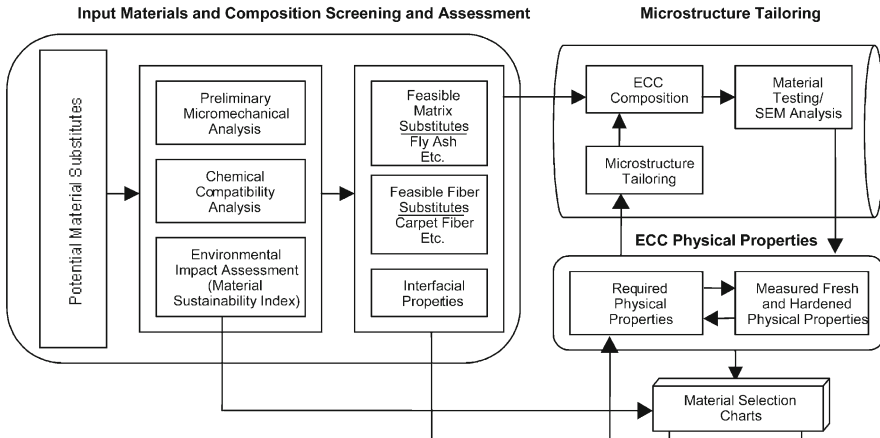 Input Materials and Composition Screening and Assessment
Potential Material Substitutes
Preliminary
Micromechanical
Analysis
Chemical
Compatibility
Analysis
Environmental
Impact Assessment
(Material
Sustainability Index)
Feasible
Matrix
Substitutes
Fly Ash
Etc.
Feasible Fiber
Substitutes
Carpet Fiber
Etc.
Interfacial
Propeties
Microstructure Tailoring
ECC
Composition
Material
Testing/
SEM Analysis
Microstructure
Tailoring
ECC Physical Properties
Required
Physical
Properties
Measured Fresh
and Hardened
Physical Properties
Material Selection
Charts